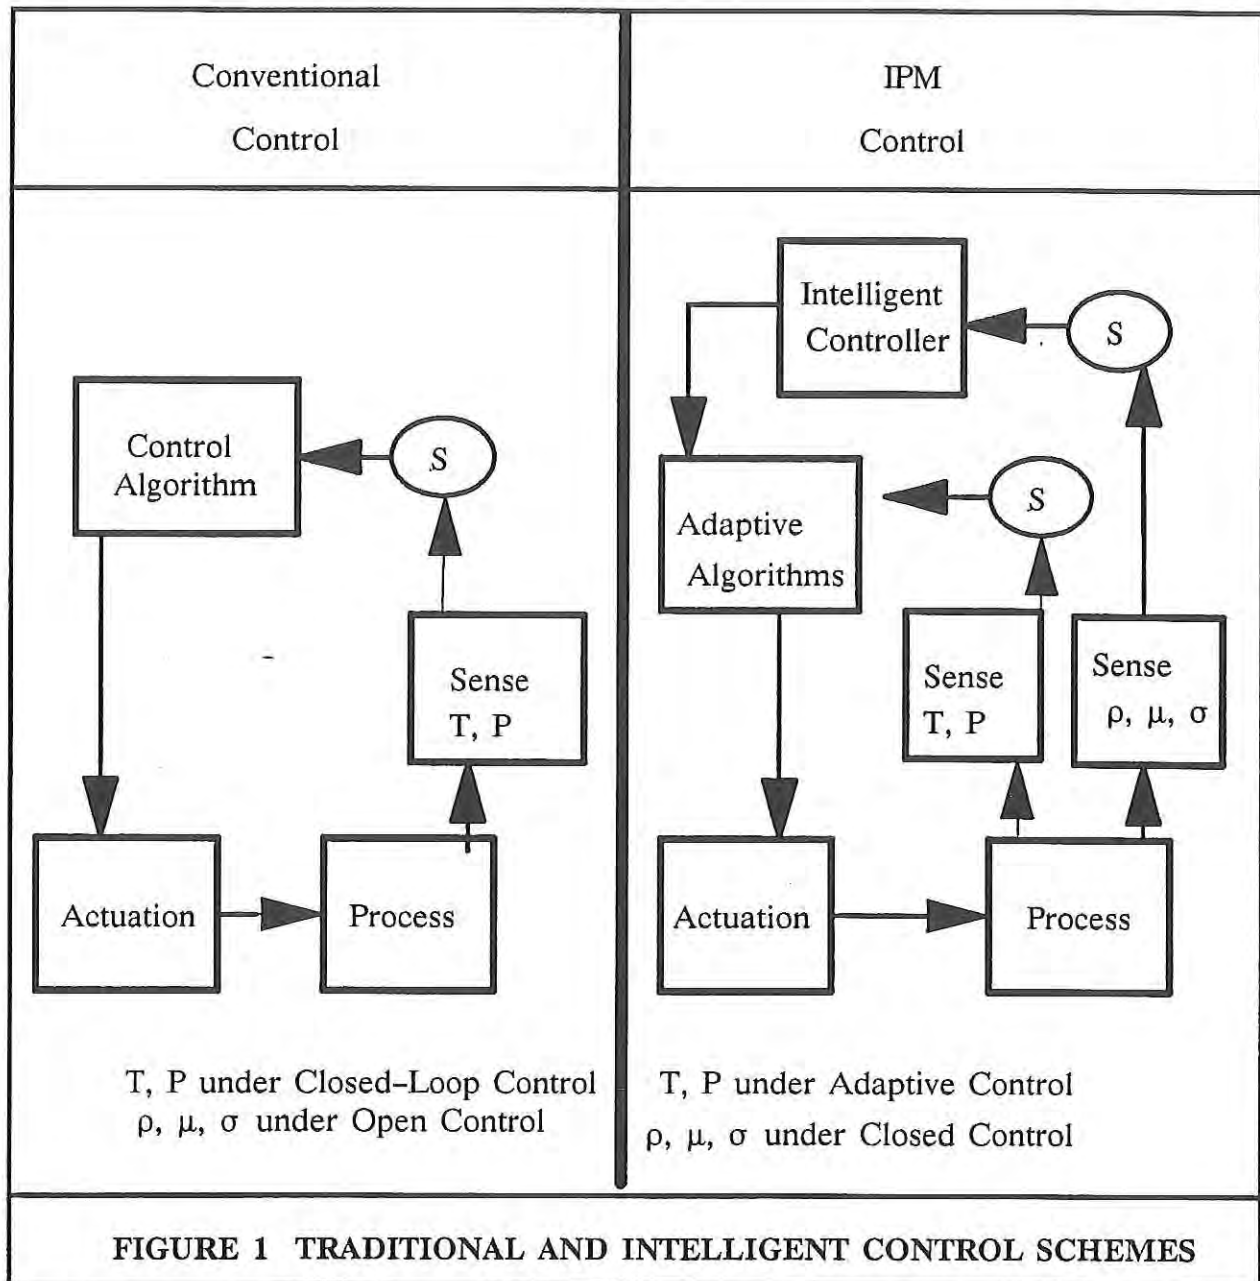 Conventional
Control
IPM
Control
Control
Algorithm
S
Sense
T, P
Actuation
Process
T, P under Closed–Loop Control
ρ, μ, σ under Open Control
Intelligent
Controller
S
Adaptive
Algorithms
S
Sense
T, P
Sense
ρ, μ, σ
Actuation
Process
T, P under Adaptive Control
ρ, μ, σ under Closed Control
FIGURE 1 TRADITIONAL AND INTELLIGENT CONTROL SCHEMES